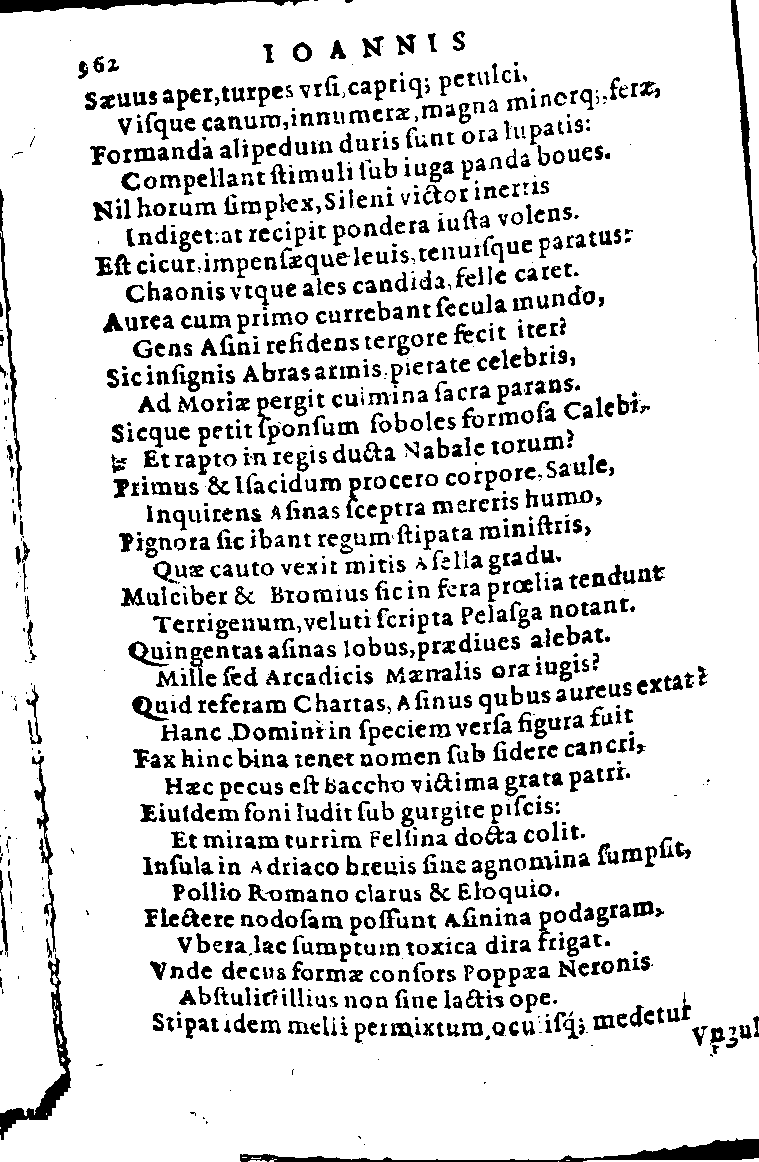 962 IOANNIS
Sæuus aper, turpes vrſi, capriq; petulci.
Viſque canum, innumeræ, magna minorq;, feræ,
Formanda alipedum duris ſunt ora lupatis:
Compellant ſtimuli ſub iuga panda boues.
Nil horum ſimplex, Sileni victor inertis
Indiget: at recipit pondera iuſta volens.
Eſt cicur, impenſæque leuis, tenuiſque paratus:
Chaonis vtque ales candida, felle caret.
Aurea cum primo currebant ſecula mundo,
Gens Aſini reſidens tergore fecit iter?
Sic inſignis Abras armis, pietate celebris,
Ad Moriæ pergit culmina ſacra parans.
Sicque petit ſponſum ſoboles formoſa Calebi,
Et rapto in regis ducta Nabale torum?
Primus & Iſacidum procero corpore, Saule,
Inquirens Aſinas ſceptra mereris humo,
Pignora ſic ibant regum ſtipata miniſtris,
Quæ cauto vexit mitis Aſella gradu.
Mulciber & Bromius ſic in fera prœlia tendunt
Terrigenum, veluti ſcripta Pelaſga notant.
Quingentas aſinas Iobus, prædiues alebat.
Mille ſed Arcadicis Mænalis ora iugis?
Quid referam Chartas, Aſinus qubus aureus extat?
Hanc Domini in ſpeciem verſa figura fuit
Fax hinc bina tenet nomen ſub ſidere cancri,
Hæc pecus eſt Baccho victima grata patri.
Eiuſdem ſoni ludit ſub gurgite piſcis:
Et miram turrim Felſina docta colit.
Inſula in Adriaco breuis ſine agnomina ſumpſit,
Pollio Romano clarus & Eloquio.
Flectere nodoſam poſſunt Aſinina podagram,
Vbera, lac ſumptum toxica dira frigat.
Vnde decus formæ conſors Poppæa Neronis
Abſtulit? illius non ſine lactis ope.
Stipat idem melli permixtum, oculiſq; medetur